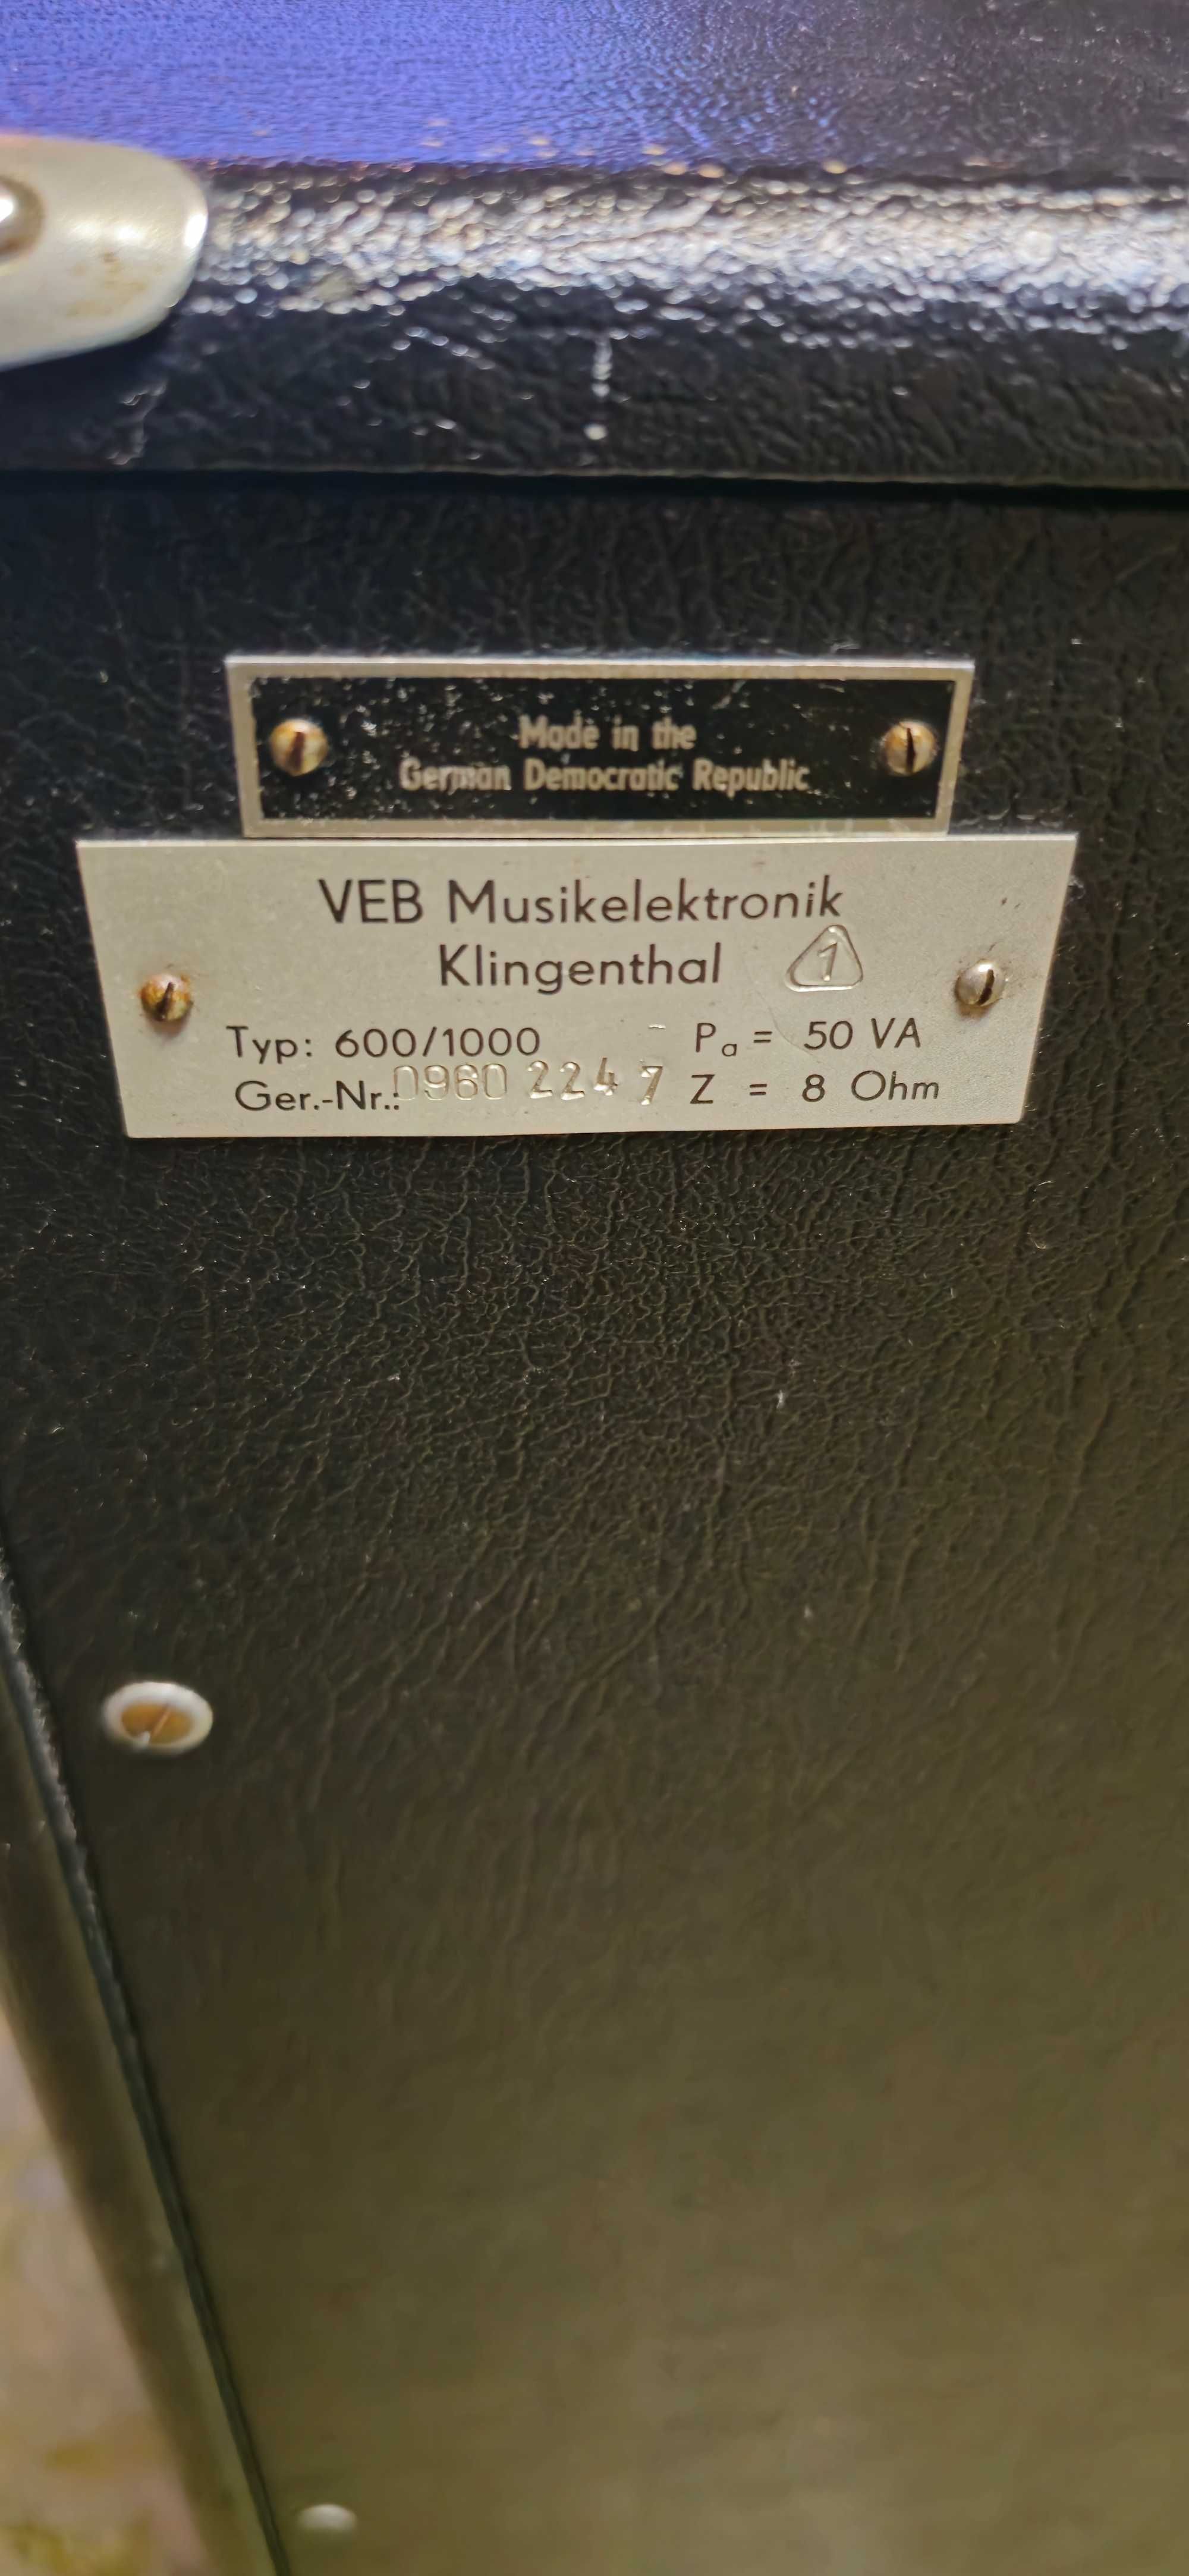 Made in the
German Democratic Republic
VEB Musikelektronik
Klingenthal 1
Typ: 600/1000 Pa = 50 VA
Ger.-Nr.: 0960 2247 Z = 8 Ohm